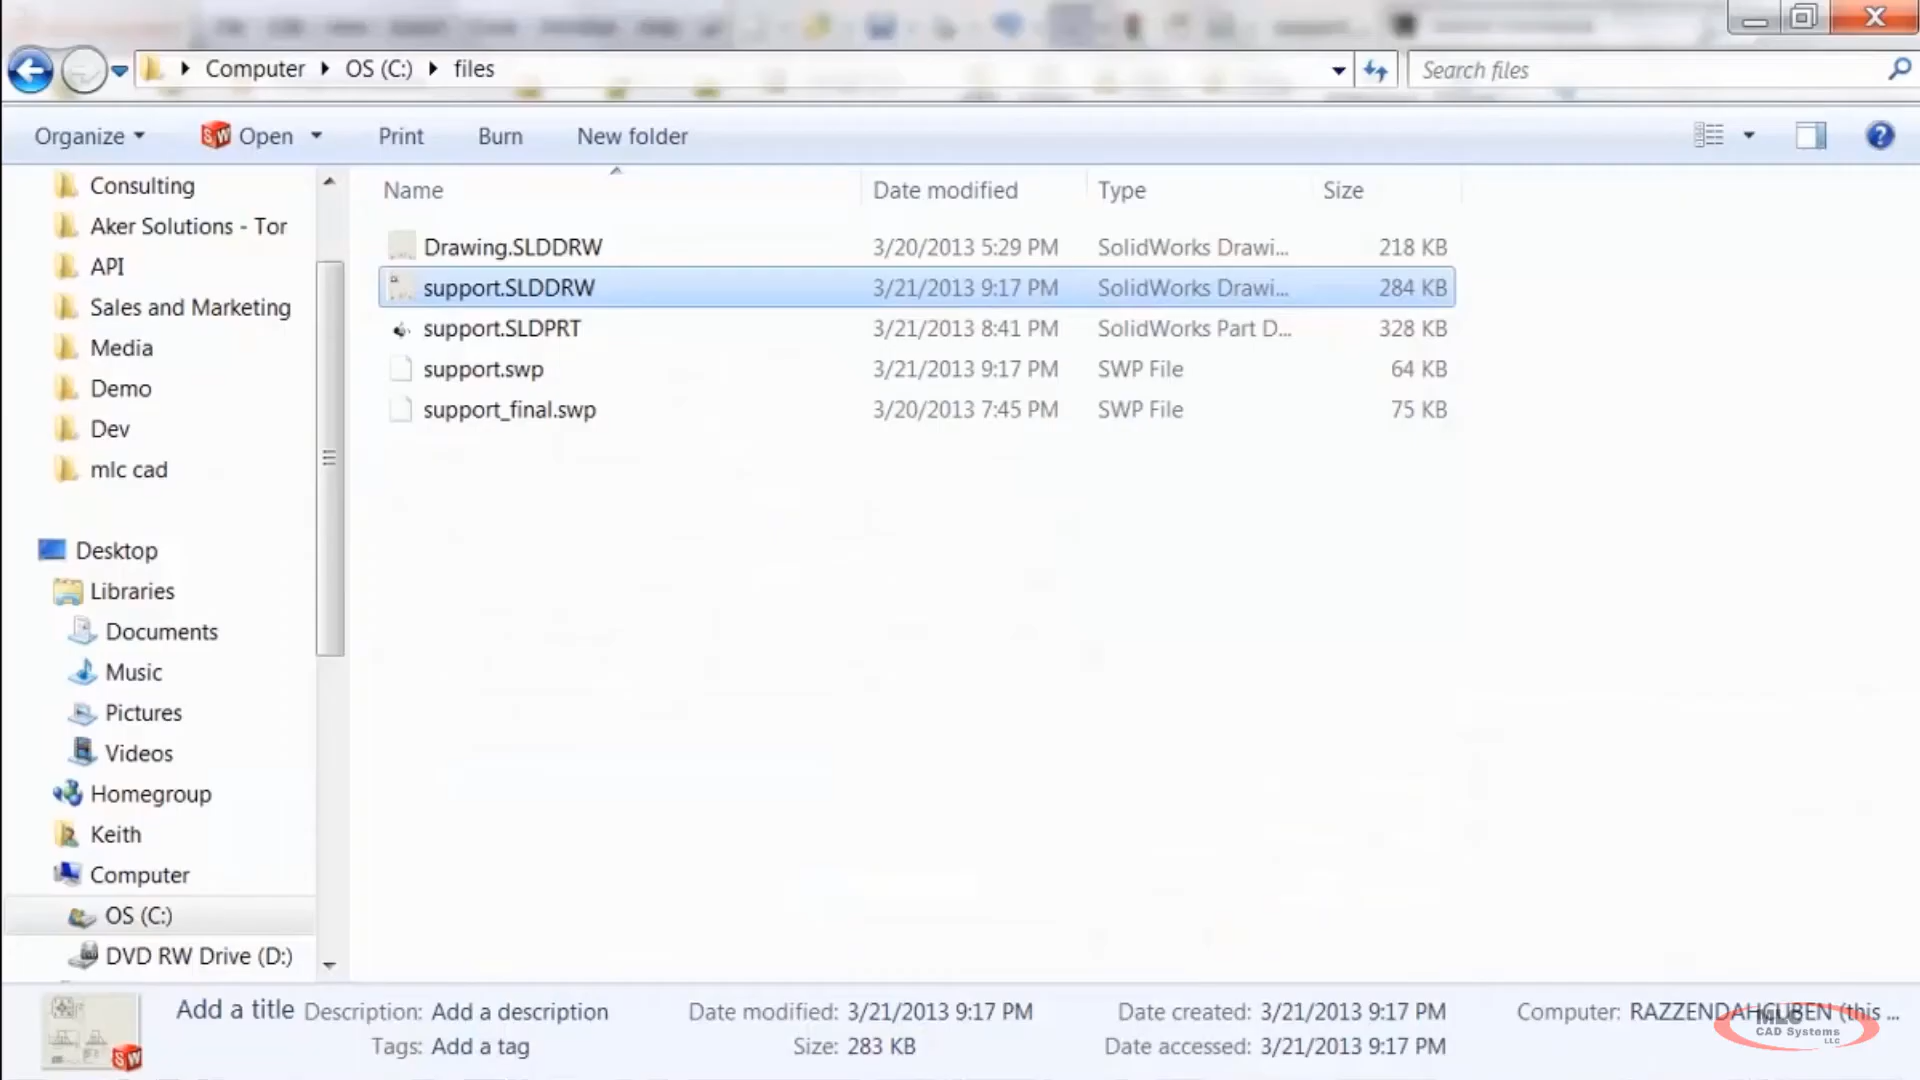 Computer OS (C:) files Search files
Organize Open Print Burn New folder
Name Date modified Type Size
Consulting
Aker Solutions - Tor
API
Sales and Marketing
Media
Demo
Dev
mlc cad
Desktop
Libraries
Documents
Music
Pictures
Videos
Homegroup
Keith
Computer
OS (C:)
DVD RW Drive (D:)
Drawing.SLDDRW 3/20/2013 5:29 PM SolidWorks Drawi... 218 KB
support.SLDDRW 3/21/2013 9:17 PM SolidWorks Drawi... 284 KB
support.SLDPRT 3/21/2013 8:41 PM SolidWorks Part D... 328 KB
support.swp 3/21/2013 9:17 PM SWP File 64 KB
support_final.swp 3/20/2013 7:45 PM SWP File 75 KB
Add a title Description: Add a description Date modified: 3/21/2013 9:17 PM Date created: 3/21/2013 9:17 PM Computer: (this ...
Tags: Add a tag Size: 283 KB Date accessed: 3/21/2013 9:17 PM
MLC
CAD Systems
LLC